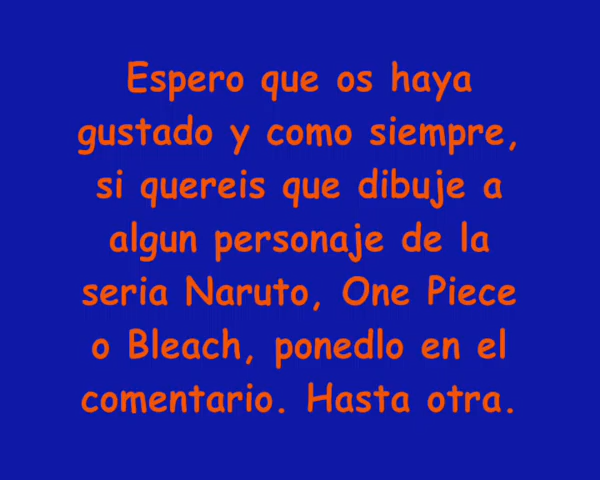 Espero que os haya
gustado y como siempre,
si quereis que dibuje a
algun personaje de la
seria Naruto, One Piece
o Bleach, ponedlo en el
comentario. Hasta otra.